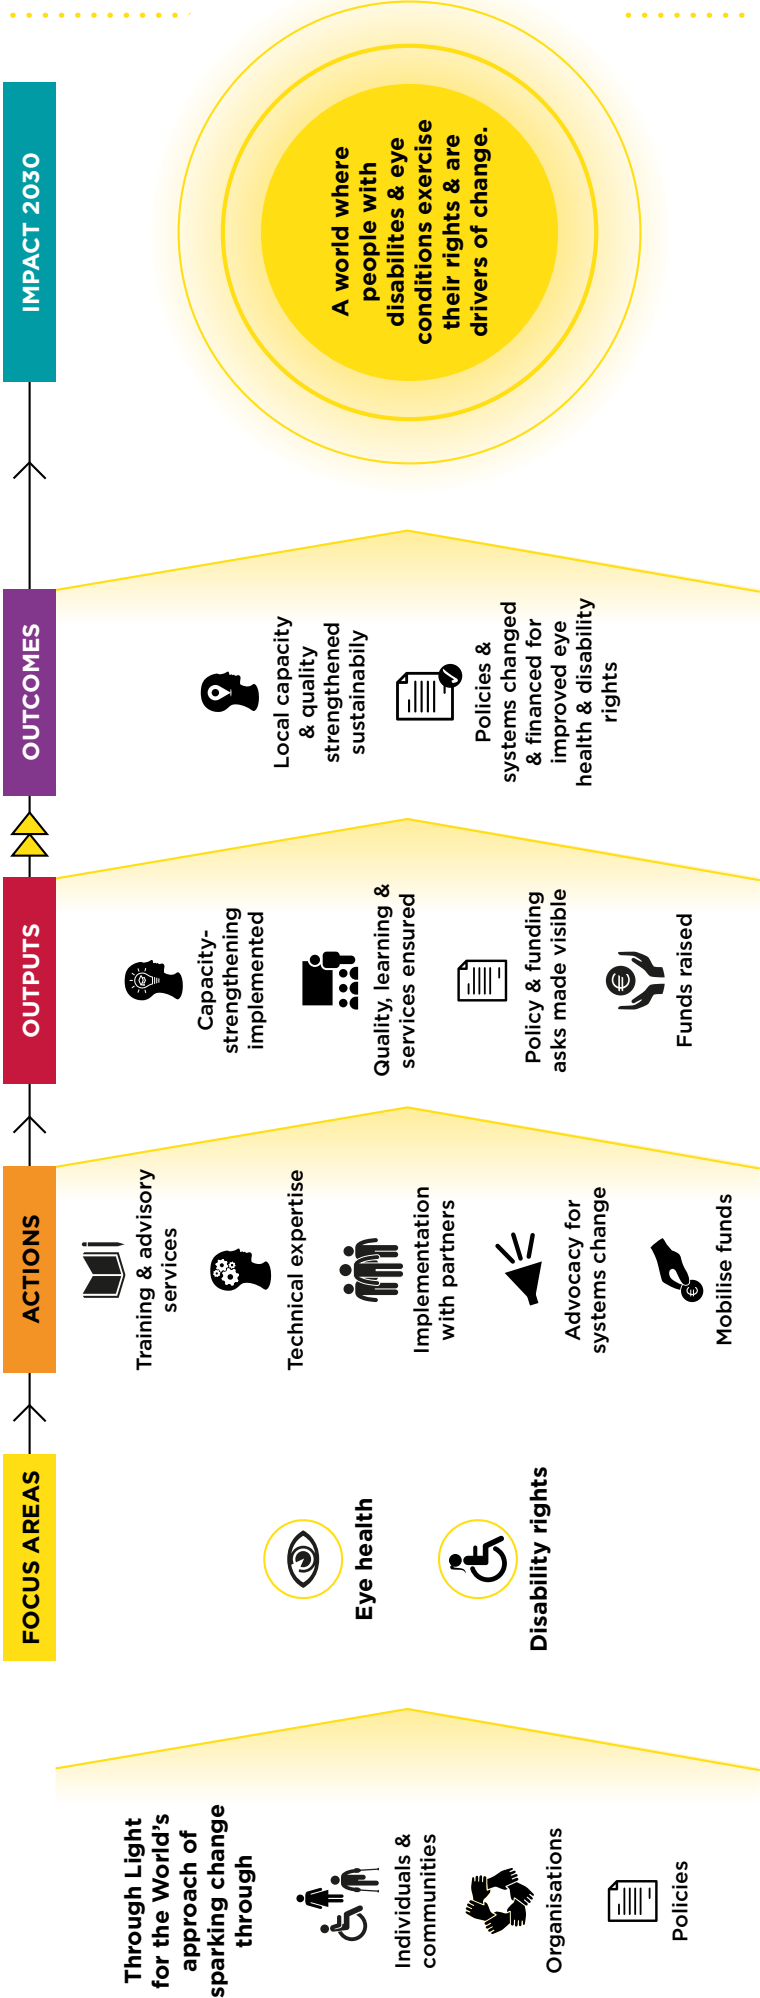 Through Light
for the World's
approach of
sparking change
through
Individuals &
communities
Organisations
Policies
FOCUS AREAS
Eye health
Disability rights
ACTIONS
Training & advisory
services
Technical expertise
Implementation
with partners
Advocacy for
systems change
€
Mobilise funds
OUTPUTS
Capacity-
strengthening
implemented
Quality, learning &
services ensured
Policy & funding
asks made visible
€
Funds raised
OUTCOMES
Local capacity
& quality
strengthened
sustainabily
Policies &
systems changed
& financed for
improved eye
health & disability
rights
IMPACT 2030
A world where
people with
disabilites & eye
conditions exercise
their rights & are
drivers of change.